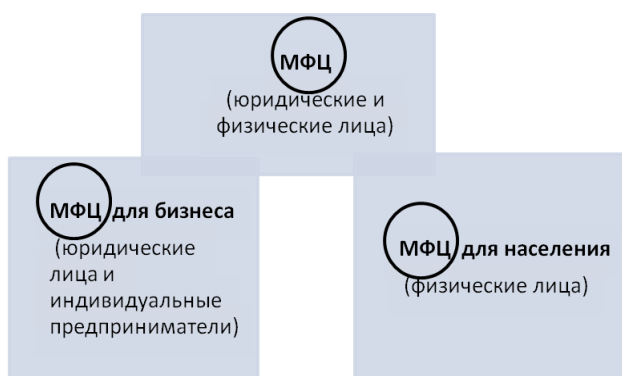 МФЦ
(юридические и
физические лица)
МФЦ для бизнеса
(юридические
лица и
индивидуальные
предприниматели)
МФЦ для населения
(физические лица)